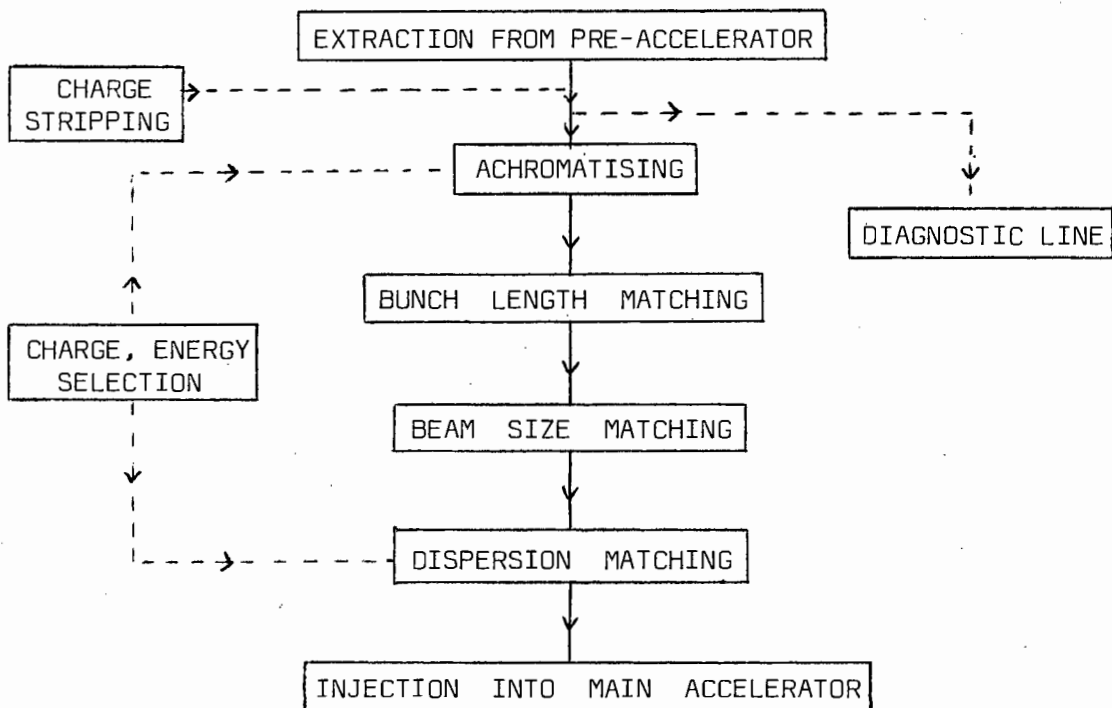 EXTRACTION FROM PRE-ACCELERATOR
CHARGE
STRIPPING
ACHROMATISING
DIAGNOSTIC LINE
BUNCH LENGTH MATCHING
CHARGE, ENERGY
SELECTION
BEAM SIZE MATCHING
DISPERSION MATCHING
INJECTION INTO MAIN ACCELERATOR